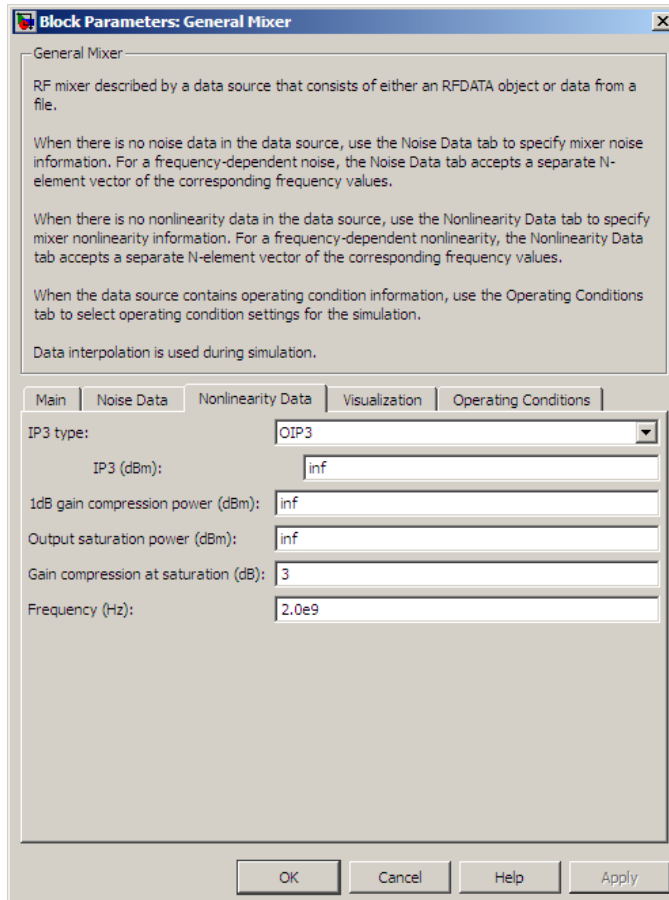 Block Parameters: General Mixer
General Mixer
RF mixer described by a data source that consists of either an RFDATA object or data from a
file.
When there is no noise data in the data source, use the Noise Data tab to specify mixer noise
information. For a frequency-dependent noise, the Noise Data tab accepts a separate N-
element vector of the corresponding frequency values.
When there is no nonlinearity data in the data source, use the Nonlinearity Data tab to specify
mixer nonlinearity information. For a frequency-dependent nonlinearity, the Nonlinearity Data
tab accepts a separate N-element vector of the corresponding frequency values.
When the data source contains operating condition information, use the Operating Conditions
tab to select operating condition settings for the simulation.
Data interpolation is used during simulation.
Main Noise Data Nonlinearity Data Visualization Operating Conditions
IP3 type: OIP3
IP3 (dBm): inf
1dB gain compression power (dBm): inf
Output saturation power (dBm): inf
Gain compression at saturation (dB): 3
Frequency (Hz): 2.0e9
OK Cancel Help Apply